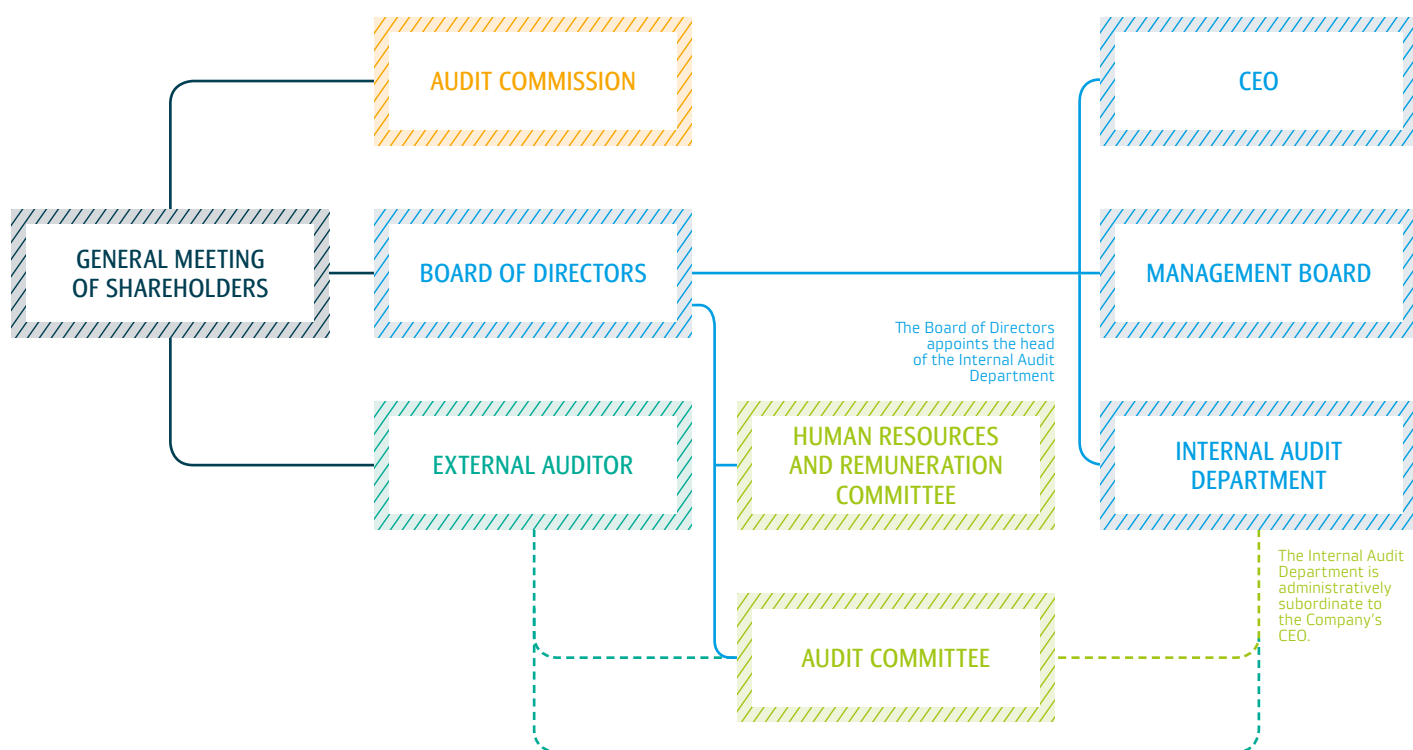 AUDIT COMMISSION
CEO
GENERAL MEETING
OF SHAREHOLDERS
BOARD OF DIRECTORS
MANAGEMENT BOARD
The Board of Directors
appoints the head
of the Internal Audit
Department
EXTERNAL AUDITOR
HUMAN RESOURCES
AND REMUNERATION
COMMITTEE
INTERNAL AUDIT
DEPARTMENT
The Internal Audit
Department is
administratively
subordinate to
the Company's
CEO.
AUDIT COMMITTEE